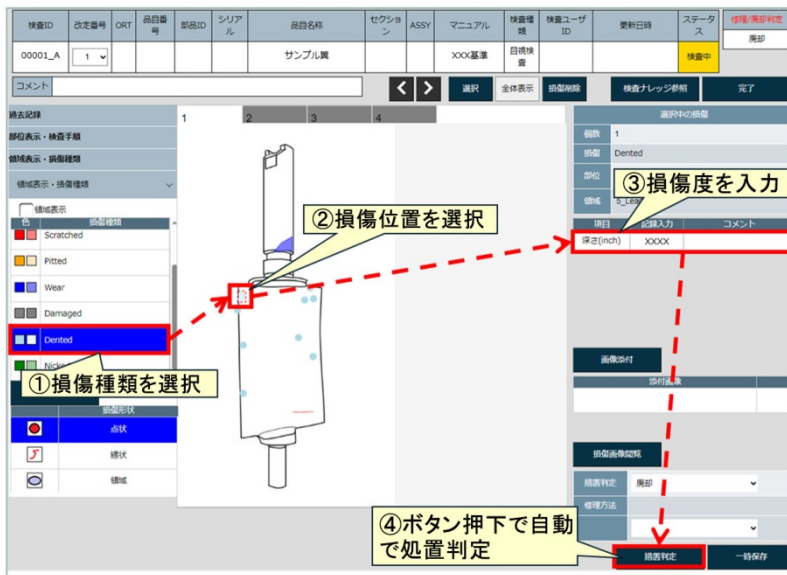 検査ID 改定番号 ORT 品目番号 部品ID シリアル 品目名称 セクション ASSY マニュアル 検査種類 検査ユーザID 更新日時 ステータス 修理/廃却判定
00001_A 1 サンプル翼 XXX基準 目視検査 検査中 廃却
コメント 選択 全体表示 損傷削除 検査ナレッジ参照 完了
過去記録
部位表示・検査手順
領域表示・損傷種類
領域表示・損傷種類
領域表示
色 損傷種類
Scratched
Pitted
Wear
Damaged
Dented
①損傷種類を選択
損傷形状
点状
線状
領域
1 2 3 4
②損傷位置を選択
選択中の損傷
個数 1
損傷 Dented
部位
③損傷度を入力
領域
項目 記録入力 コメント
深さ(inch) XXXX
画像添付
添付画像
損傷画像閲覧
措置判定 廃却
修理方法
④ボタン押下で自動
で処置判定
措置判定 一時保存